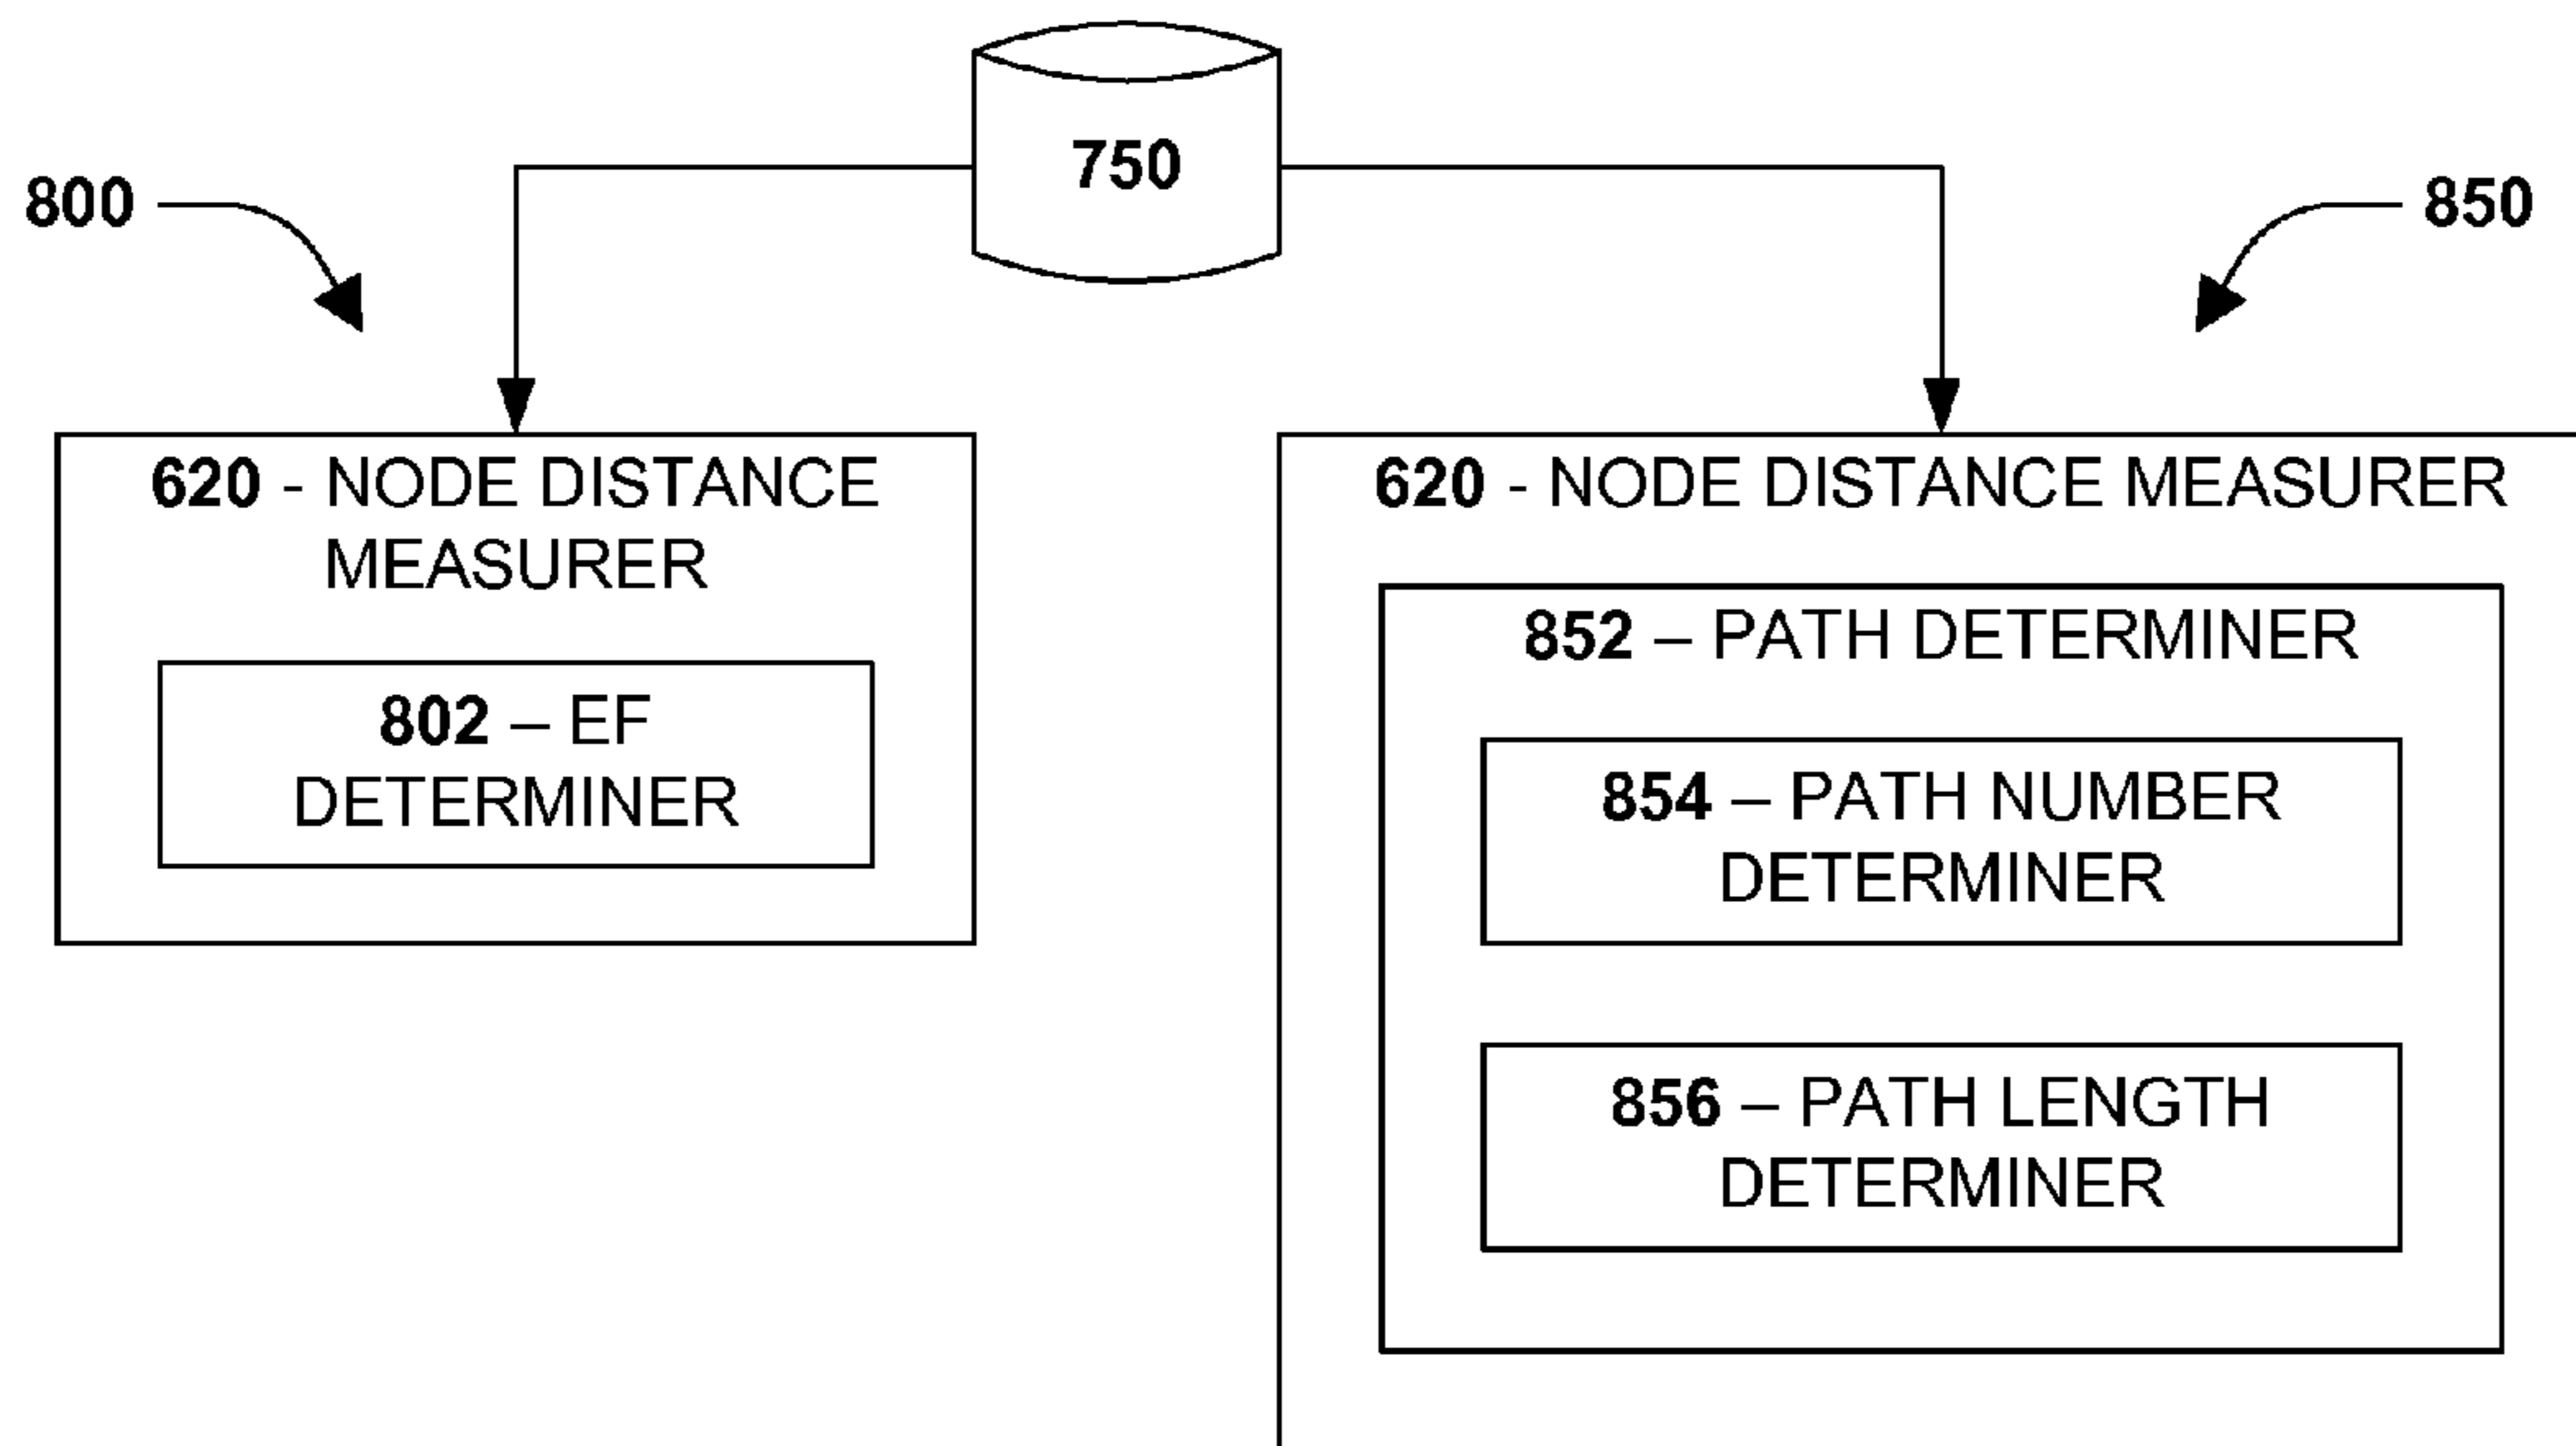 750
800
850
620 - NODE DISTANCE
MEASURER
802 – EF
DETERMINER
620 - NODE DISTANCE MEASURER
852 – PATH DETERMINER
854 – PATH NUMBER
DETERMINER
856 – PATH LENGTH
DETERMINER